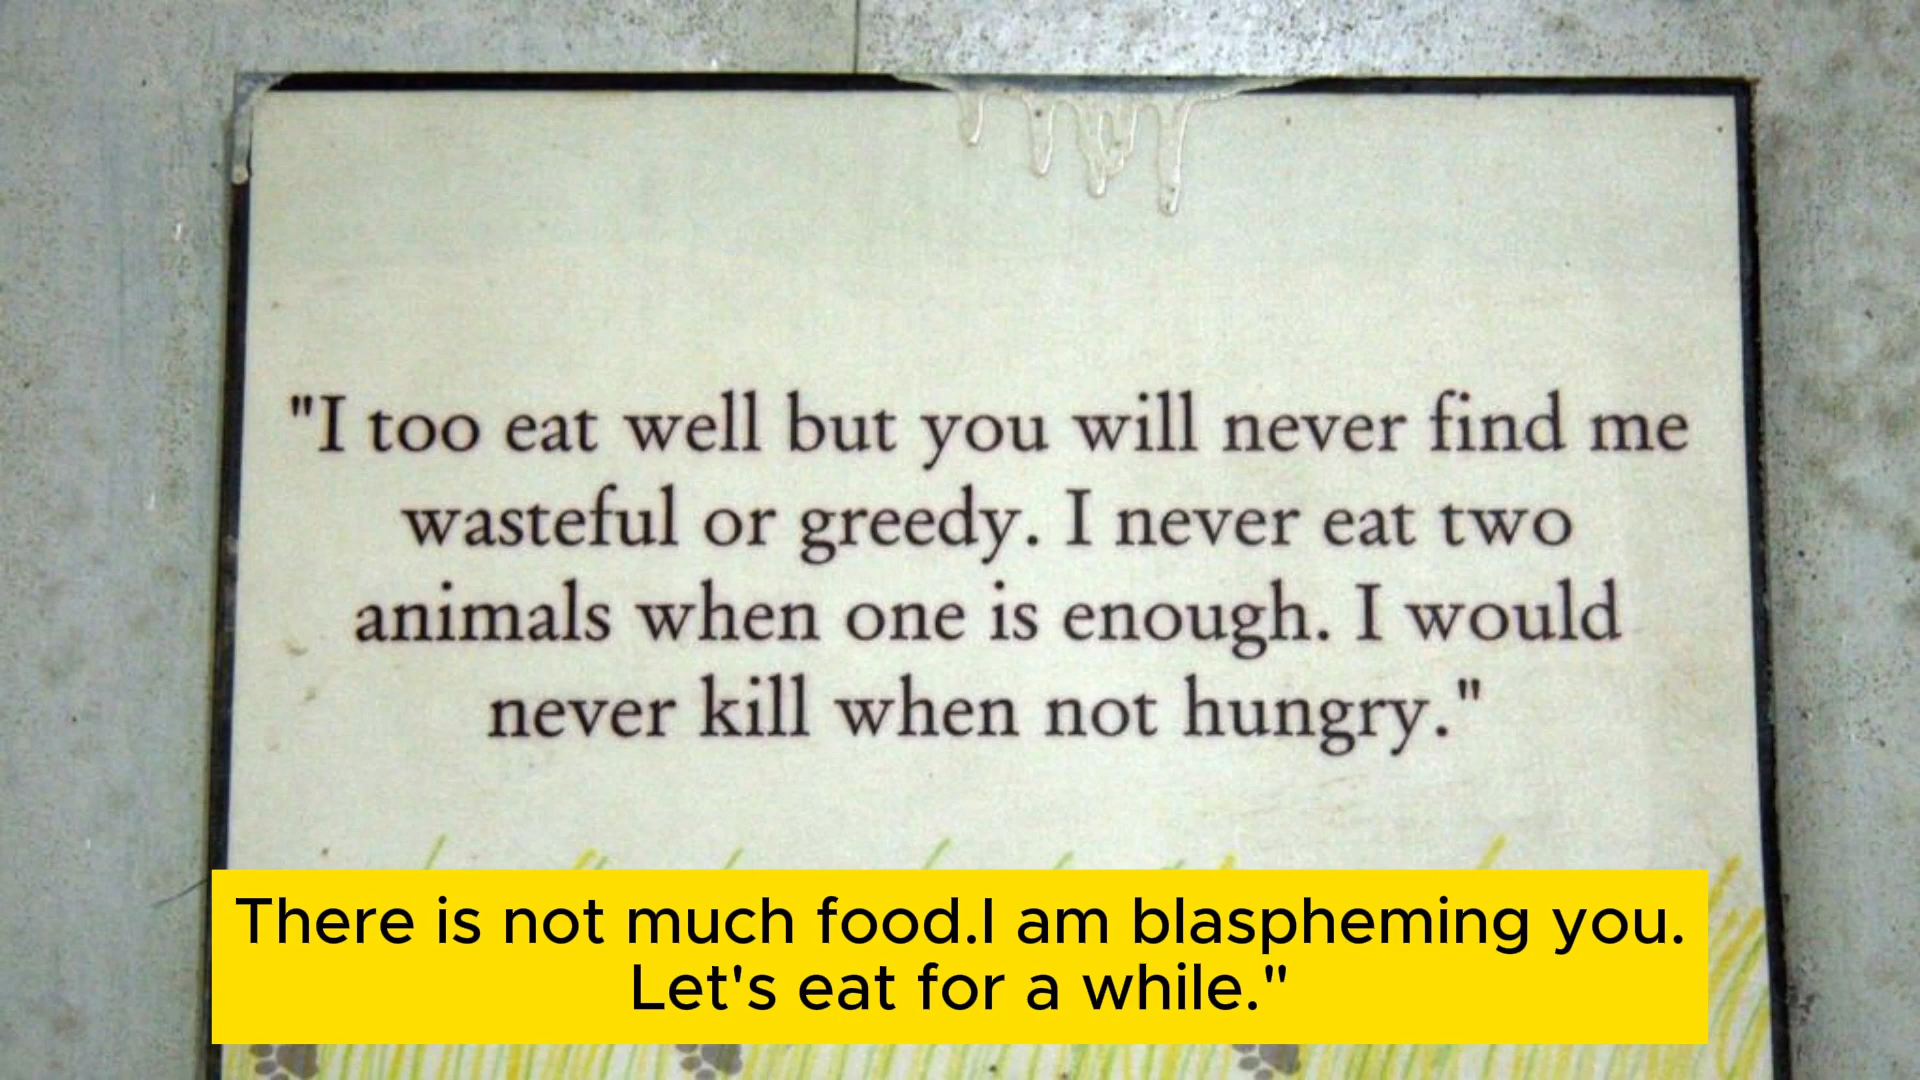 "I too eat well but you will never find me
wasteful or greedy. I never eat two
animals when one is enough. I would
never kill when not hungry."
There is not much food.I am blaspheming you.
Let's eat for a while."